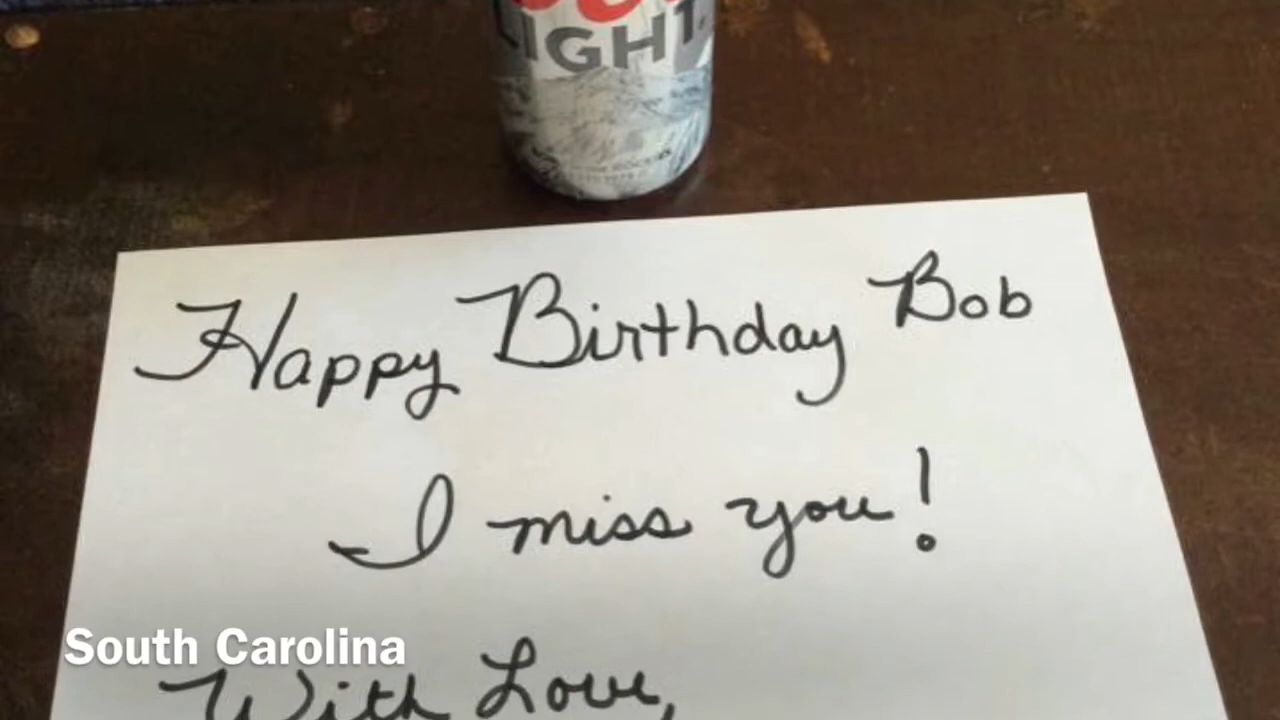 LIGHT
Happy Birthday Bob
I miss you!
South Carolina
With Love,